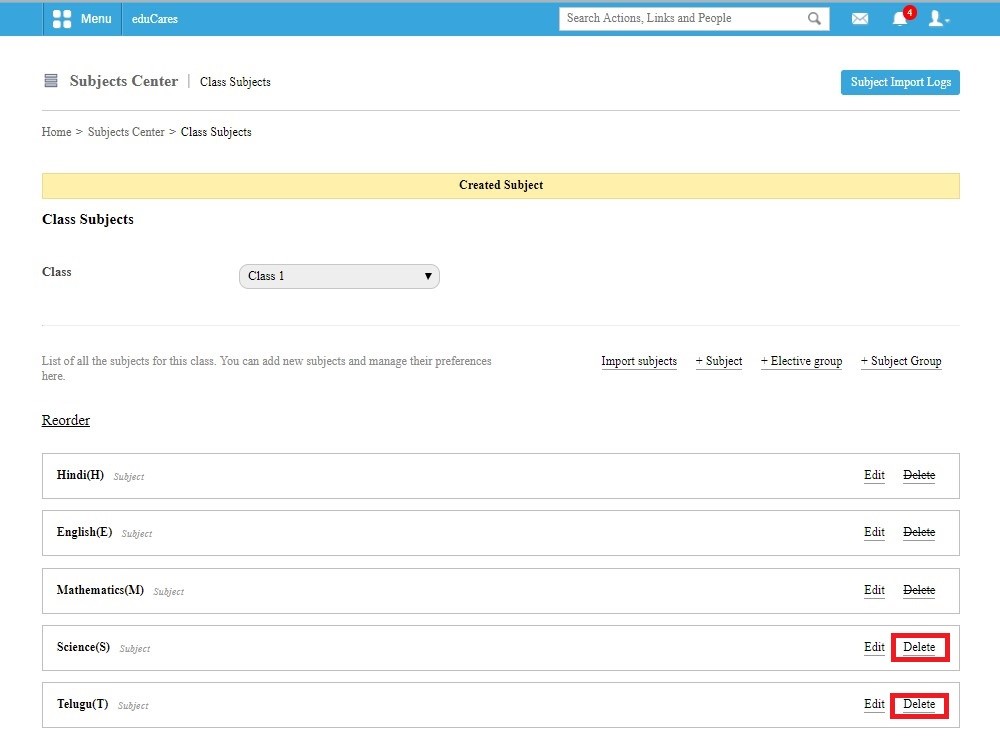 Menu eduCares Search Actions, Links and People 4
Subjects Center | Class Subjects Subject Import Logs
Home > Subjects Center > Class Subjects
Created Subject
Class Subjects
Class Class 1
List of all the subjects for this class. You can add new subjects and manage their preferences
here.
Import subjects + Subject + Elective group + Subject Group
Reorder
Hindi(H) Subject Edit Delete
English(E) Subject Edit Delete
Mathematics(M) Subject Edit Delete
Science(S) Subject Edit Delete
Telugu(T) Subject Edit Delete